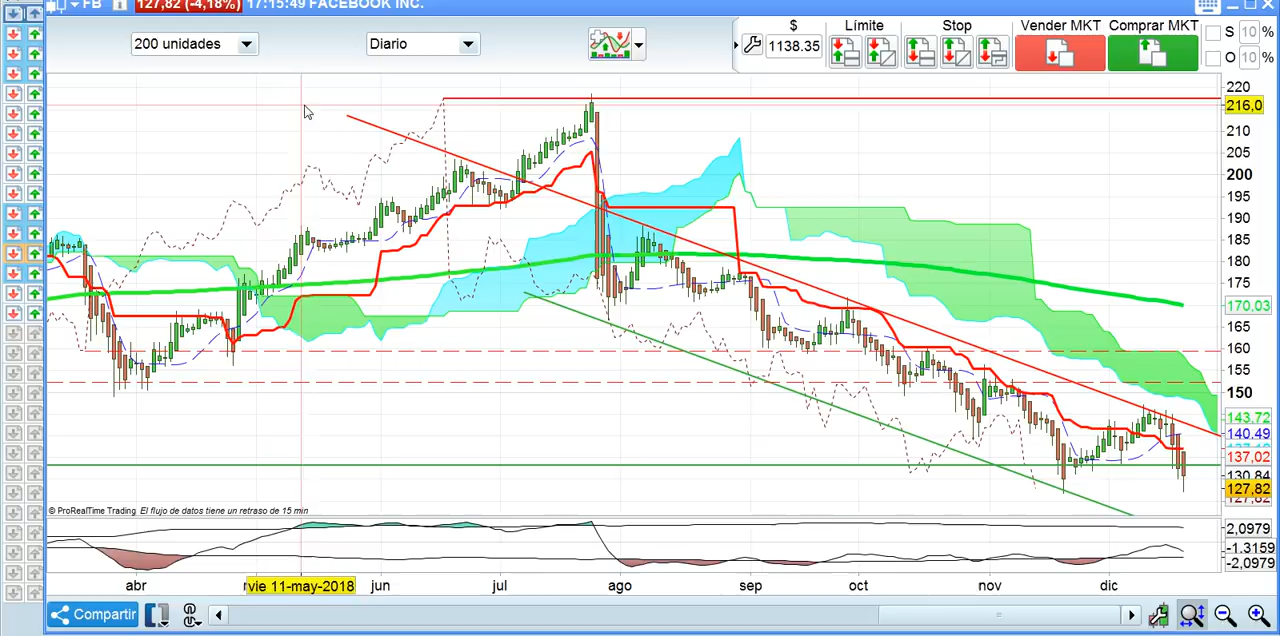 FB 127,82 (-4,18%) 17:15:49 FACEBOOK INC.
$ Límite Stop Vender MKT Comprar MKT
S 10 %
200 unidades Diario 1138.35
O 10 %
220
216,0
210
205
200
195
190
185
180
175
170,03
165
160
155
150
143,72
140,49
137,02
130,84
127,82
© ProRealTime Trading El flujo de datos tiene un retraso de 15 min
2,0979
-1.3159
-2,0979
abr vie 11-may-2018 jun jul ago sep oct nov dic
Compartir